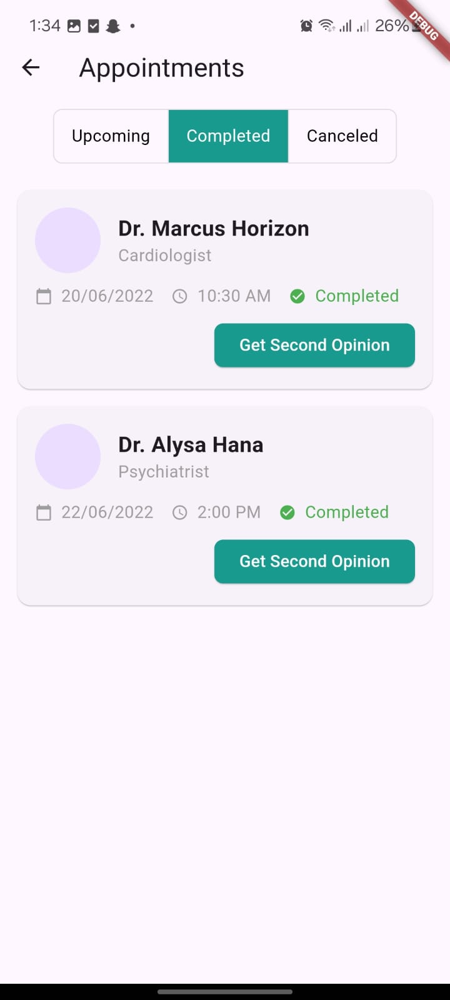 1:34 26%
DEBUG
Appointments
Upcoming Completed Canceled
Dr. Marcus Horizon
Cardiologist
20/06/2022 10:30 AM Completed
Get Second Opinion
Dr. Alysa Hana
Psychiatrist
22/06/2022 2:00 PM Completed
Get Second Opinion